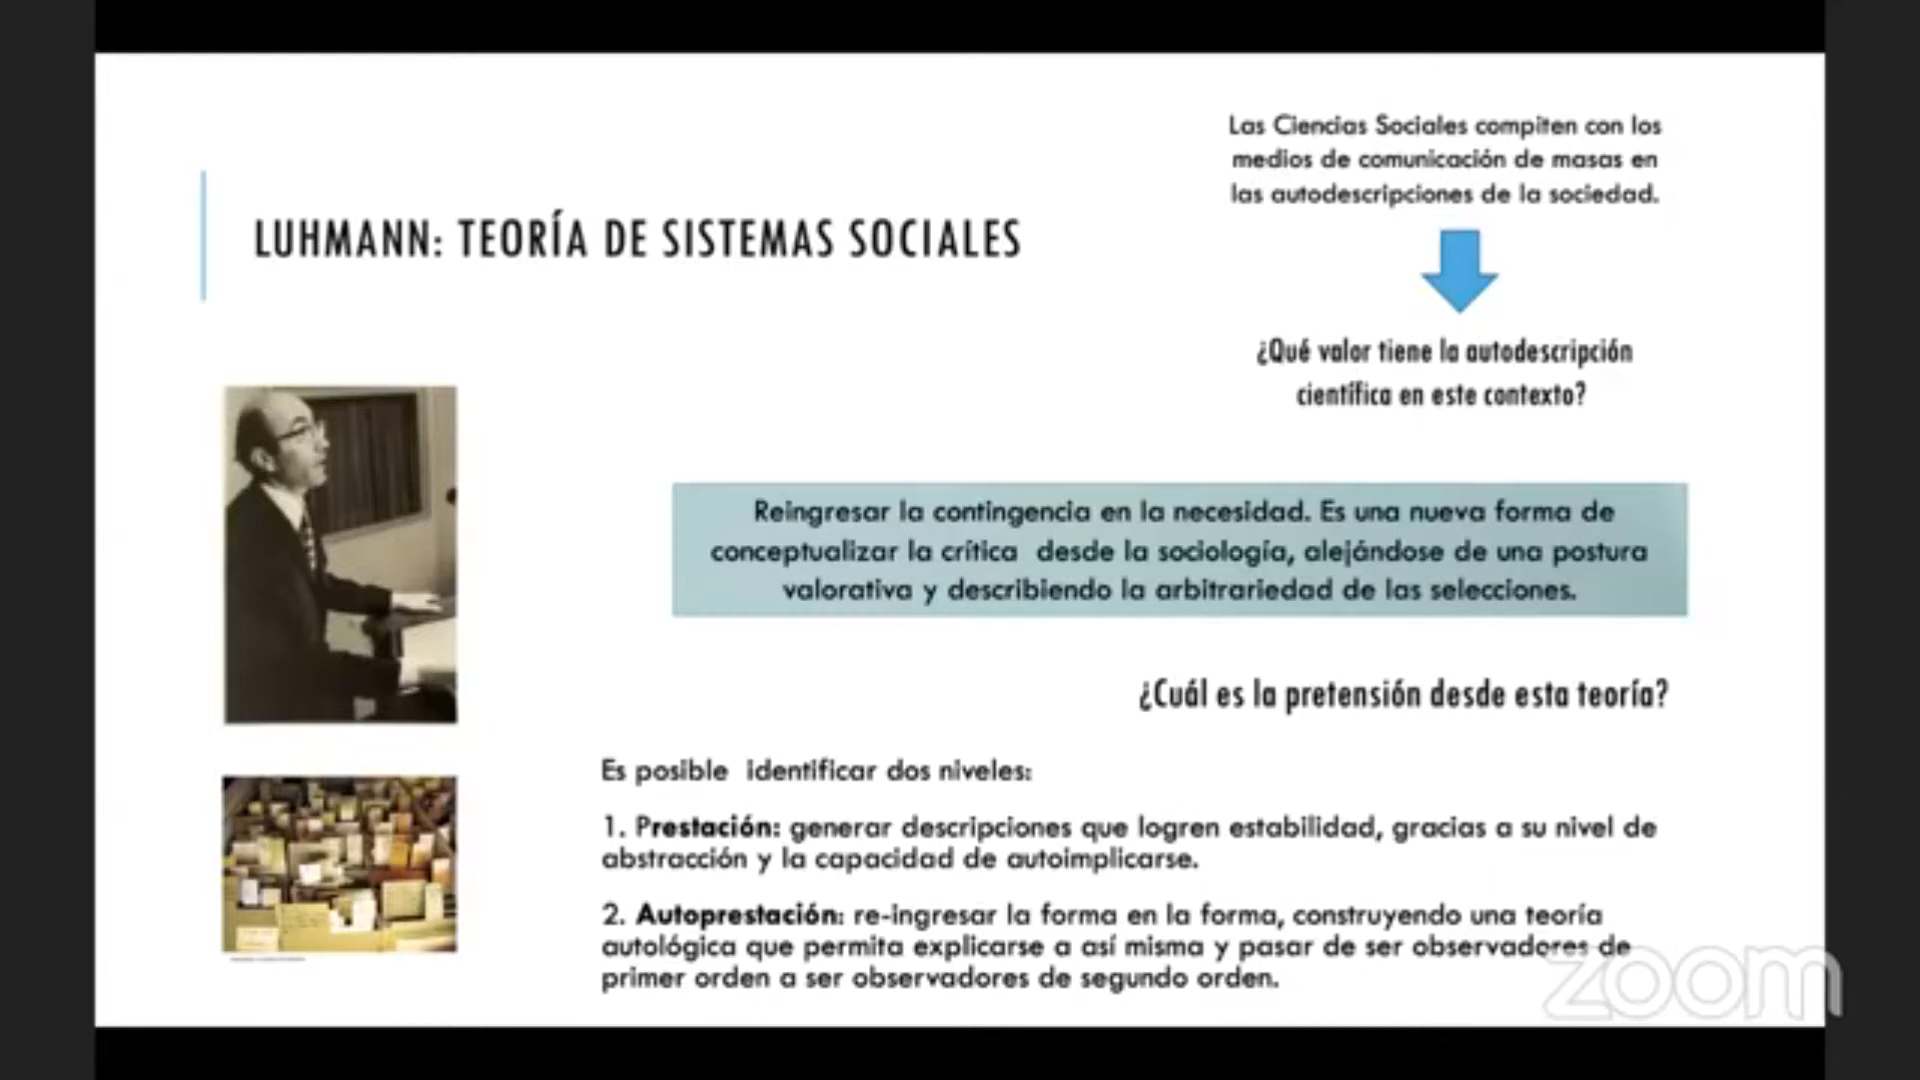 Las Ciencias Sociales compiten con los
medios de comunicación de masas en
las autodescripciones de la sociedad.
LUHMANN: TEORÍA DE SISTEMAS SOCIALES
¿Qué valor tiene la autodescripción
científica en este contexto?
Reingresar la contingencia en la necesidad. Es una nueva forma de
conceptualizar la crítica desde la sociología, alejándose de una postura
valorativa y describiendo la arbitrariedad de las selecciones.
¿Cuál es la pretensión desde esta teoría?
Es posible identificar dos niveles:
1. Prestación: generar descripciones que logren estabilidad, gracias a su nivel de
abstracción y la capacidad de autoimplicarse.
2. Autoprestación: re-ingresar la forma en la forma, construyendo una teoría
autológica que permita explicarse a así misma y pasar de ser observadores de
primer orden a ser observadores de segundo orden.
zoom